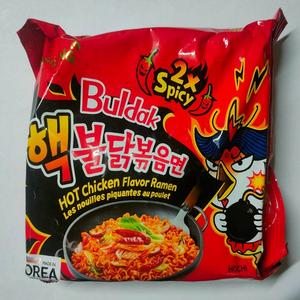 2x
Spicy
Buldak
핵불닭볶음면
HOT Chicken Flavor Ramen
Les nouilles piquantes au poulet
MADE IN
KOREA
HOCHI